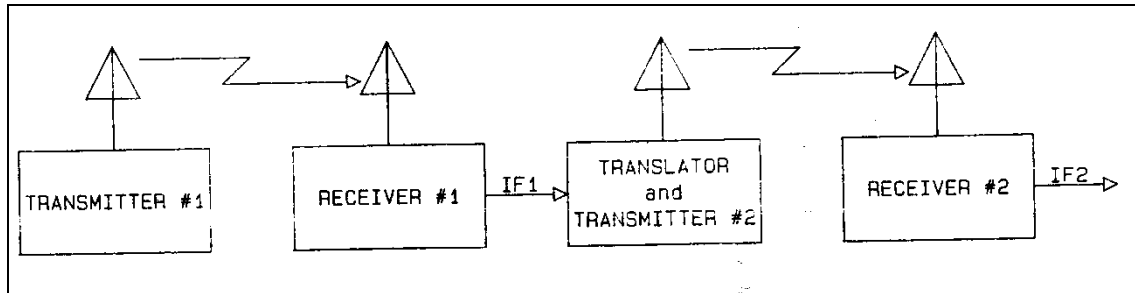 TRANSMITTER #1
RECEIVER #1
IF1
TRANSLATOR
and
TRANSMITTER #2
RECEIVER #2
IF2